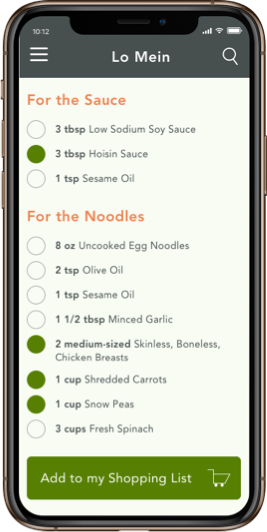 10:12
Lo Mein
For the Sauce
3 tbsp Low Sodium Soy Sauce
3 tbsp Hoisin Sauce
1 tsp Sesame Oil
For the Noodles
8 oz Uncooked Egg Noodles
2 tsp Olive Oil
1 tsp Sesame Oil
1 1/2 tbsp Minced Garlic
2 medium-sized Skinless, Boneless,
Chicken Breasts
1 cup Shredded Carrots
1 cup Snow Peas
3 cups Fresh Spinach
Add to my Shopping List